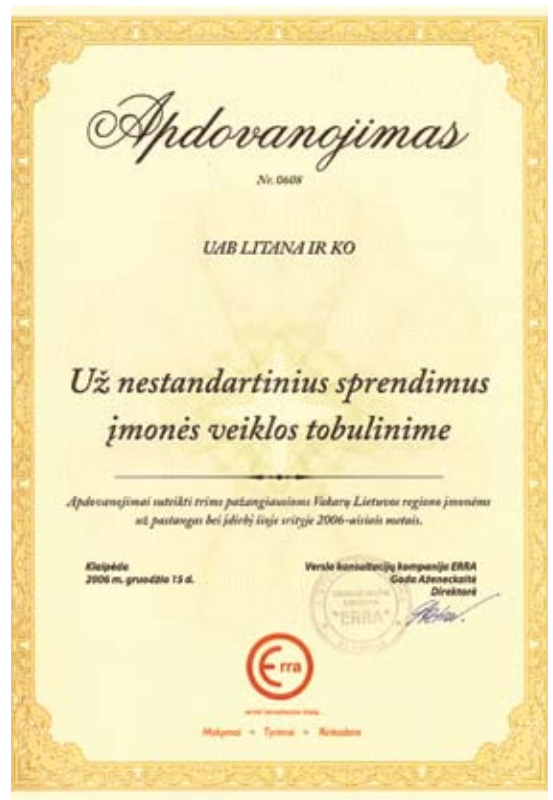 Apdovanojimas
Nr. 0608
UAB LITANA IR KO
Už nestandartinius sprendimus
įmonės veiklos tobulinime
Apdovanojimai suteikti trims pažangiausioms Vakarų Lietuvos regiono įmonėms
už pastangas bei įdirbį šioje srityje 2006-aisiais metais.
Klaipėda
2006 m. gruodžio 15 d.
Verslo konsultacijų kompanija ERRA
Goda Aženeckaitė
Direktorė
"ERRA"
Erra
Mokymai • Tyrimai • Rinkodara